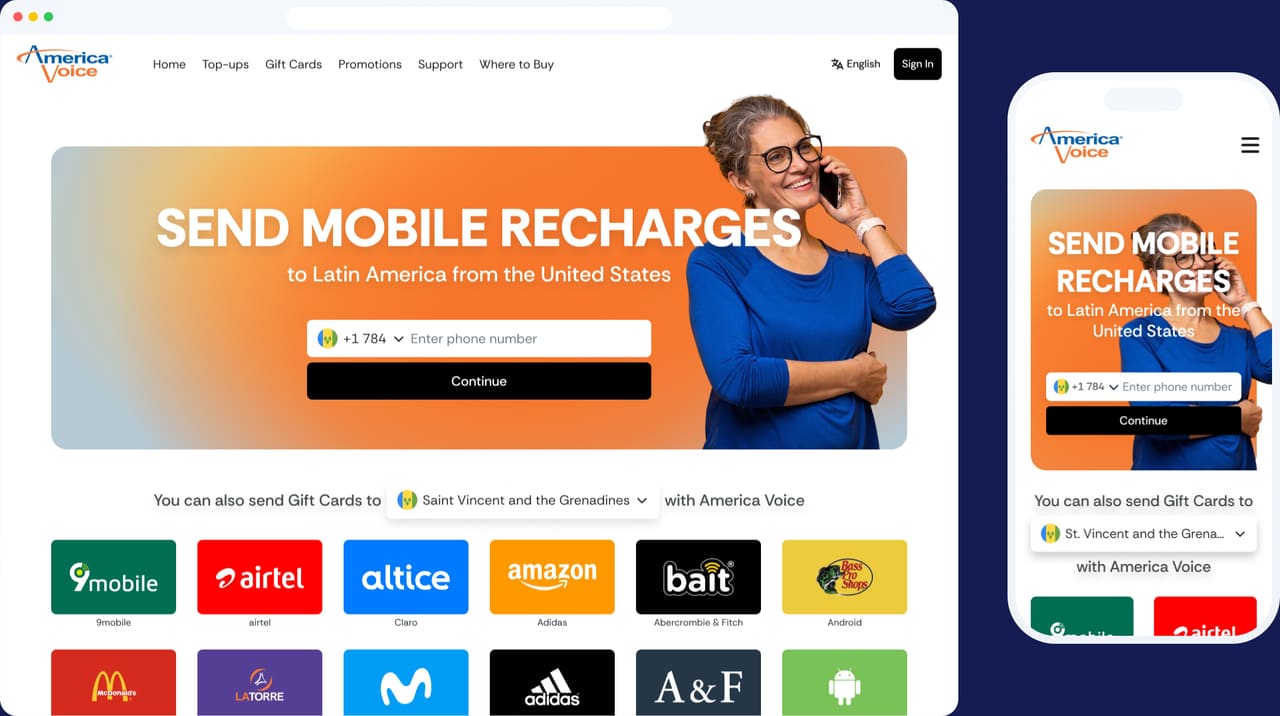 America Voice
Home Top-ups Gift Cards Promotions Support Where to Buy
English Sign In
SEND MOBILE RECHARGES
to Latin America from the United States
+1 784 Enter phone number
Continue
You can also send Gift Cards to Saint Vincent and the Grenadines with America Voice
9mobile airtel altice amazon bait® Bass Pro Shops
9mobile airtel Claro Adidas Abercrombie & Fitch Android
McDonald's LATORRE adidas A&F
America Voice
SEND MOBILE
RECHARGES
to Latin America from the
United States
+1 784 Enter phone number
Continue
You can also send Gift Cards to
St. Vincent and the Grena...
with America Voice
9mobile airtel